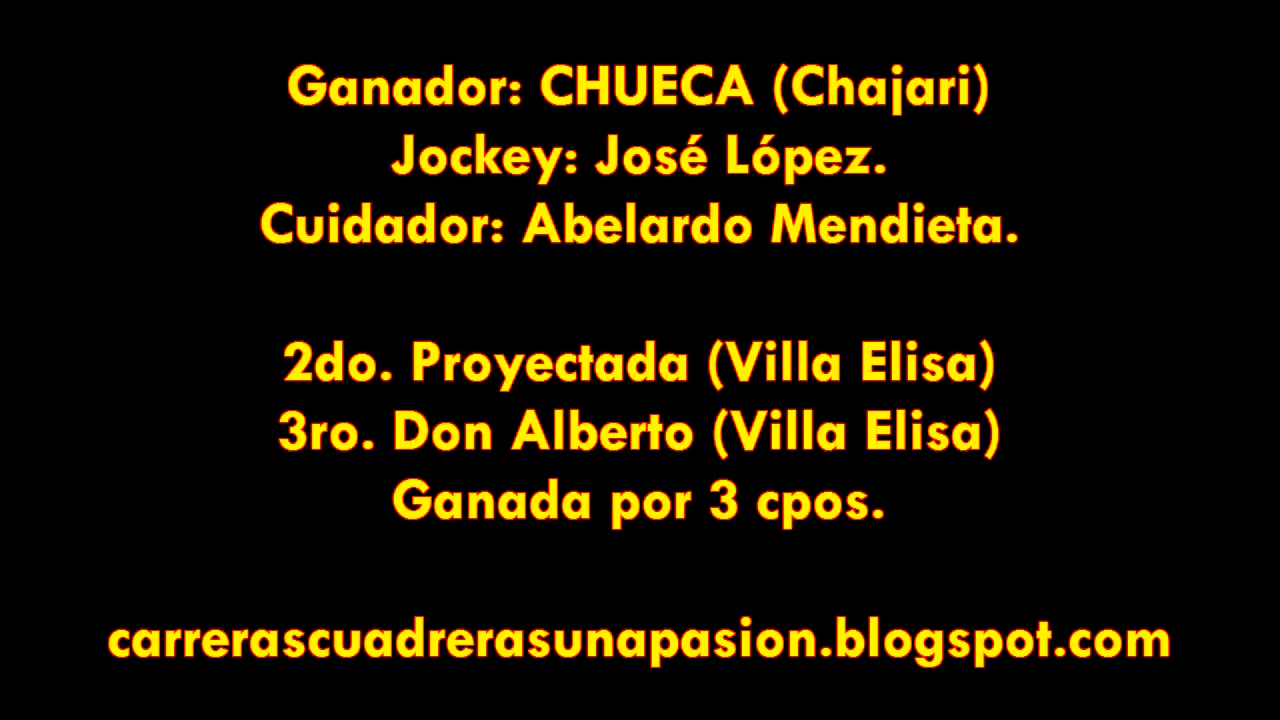 Ganador: CHUECA (Chajari)
Jockey: José López.
Cuidador: Abelardo Mendieta.
2do. Proyectada (Villa Elisa)
3ro. Don Alberto (Villa Elisa)
Ganada por 3 cpos.
carrerascuadrerasunapasion.blogspot.com